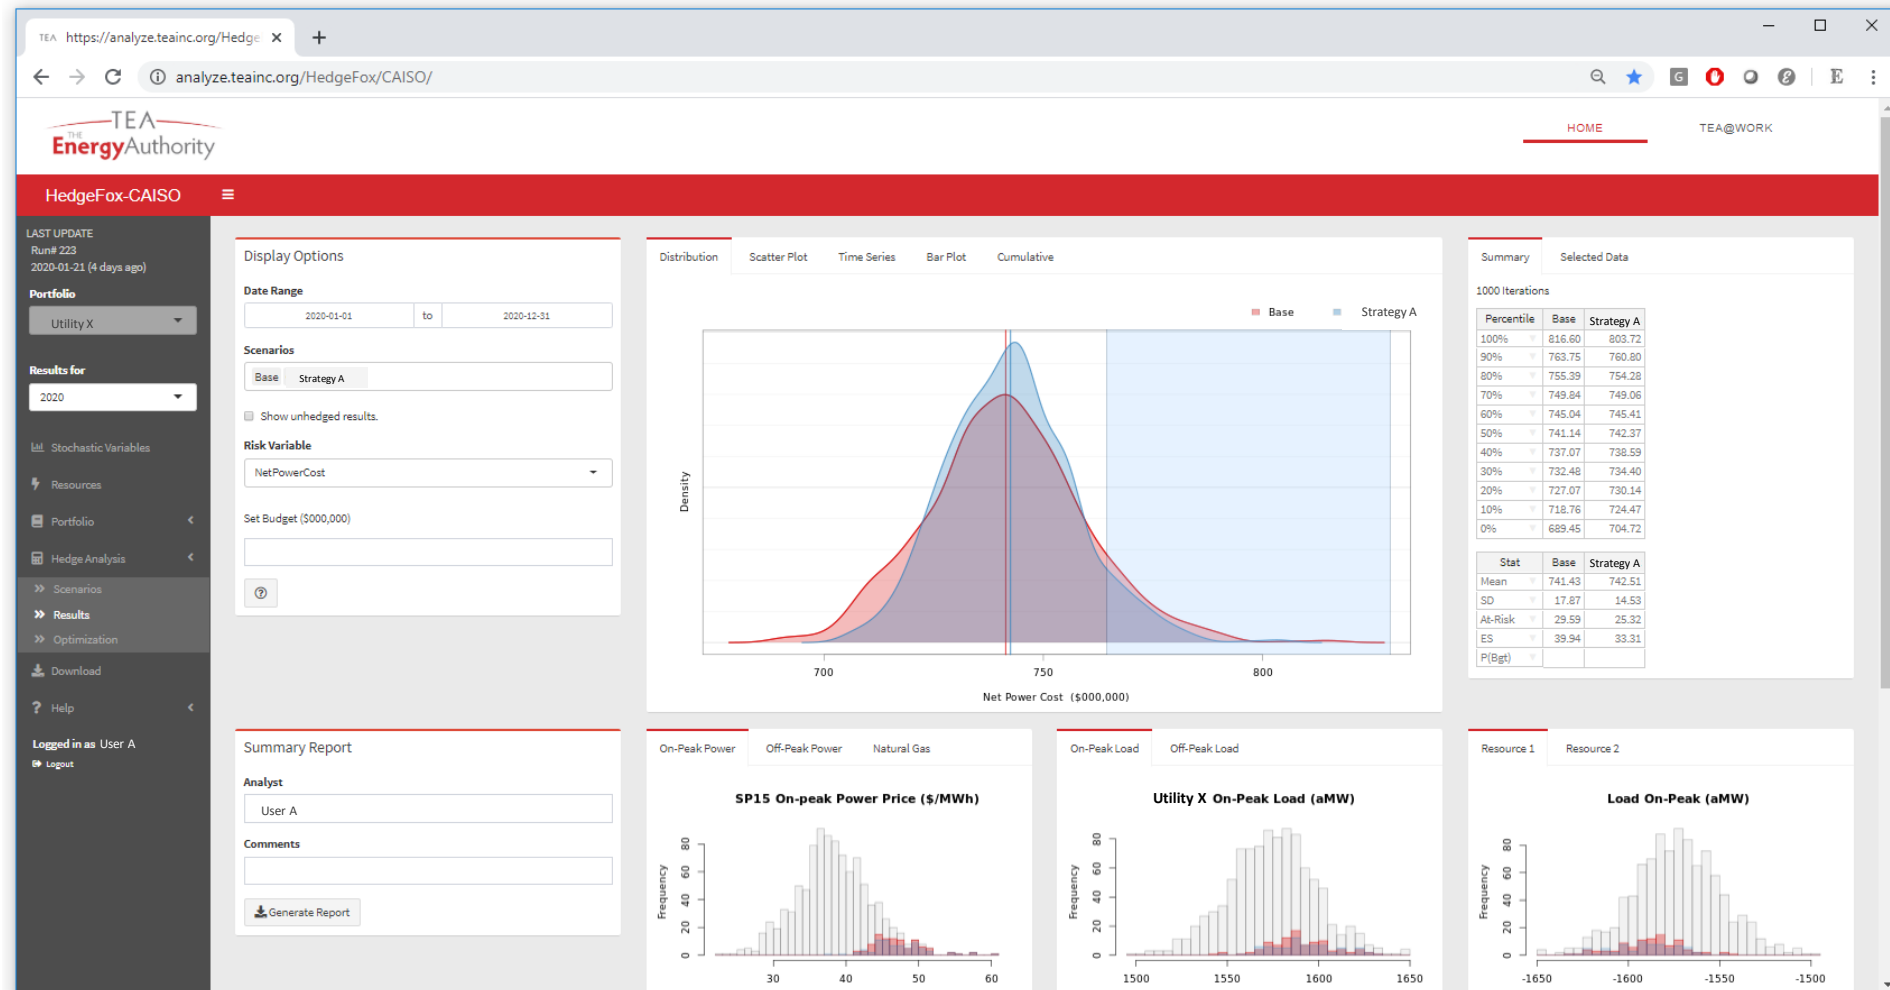 TEA https://analyze.teainc.org/Hedge
analyze.teainc.org/HedgeFox/CAISO/
TEA
THE
EnergyAuthority
HOME
TEA@WORK
HedgeFox-CAISO
LAST UPDATE
Run# 223
2020-01-21 (4 days ago)
Portfolio
Utility X
Results for
2020
Stochastic Variables
Resources
Portfolio
Hedge Analysis
Scenarios
Results
Optimization
Download
Help
Logged in as User A
Logout
Display Options
Date Range
2020-01-01 to 2020-12-31
Scenarios
Base Strategy A
Show unhedged results.
Risk Variable
NetPowerCost
Set Budget ($000,000)
Distribution Scatter Plot Time Series Bar Plot Cumulative
Base Strategy A
Density
700 750 800
Net Power Cost ($000,000)
Summary Selected Data
1000 Iterations
Percentile Base Strategy A
100% 816.60 803.72
90% 763.75 760.80
80% 755.39 754.28
70% 749.84 749.06
60% 745.04 745.41
50% 741.14 742.37
40% 737.07 738.59
30% 732.48 734.40
20% 727.07 730.14
10% 718.76 724.47
0% 689.45 704.72
Stat Base Strategy A
Mean 741.43 742.51
SD 17.87 14.53
At-Risk 29.59 25.32
ES 39.94 33.31
P(Bgt)
Summary Report
Analyst
User A
Comments
Generate Report
On-Peak Power Off-Peak Power Natural Gas
SP15 On-peak Power Price ($/MWh)
Frequency
0 20 40 60 80
30 40 50 60
On-Peak Load Off-Peak Load
Utility X On-Peak Load (aMW)
Frequency
0 20 40 60 80
1500 1550 1600 1650
Resource 1 Resource 2
Load On-Peak (aMW)
Frequency
0 20 40 60 80
-1650 -1600 -1550 -1500